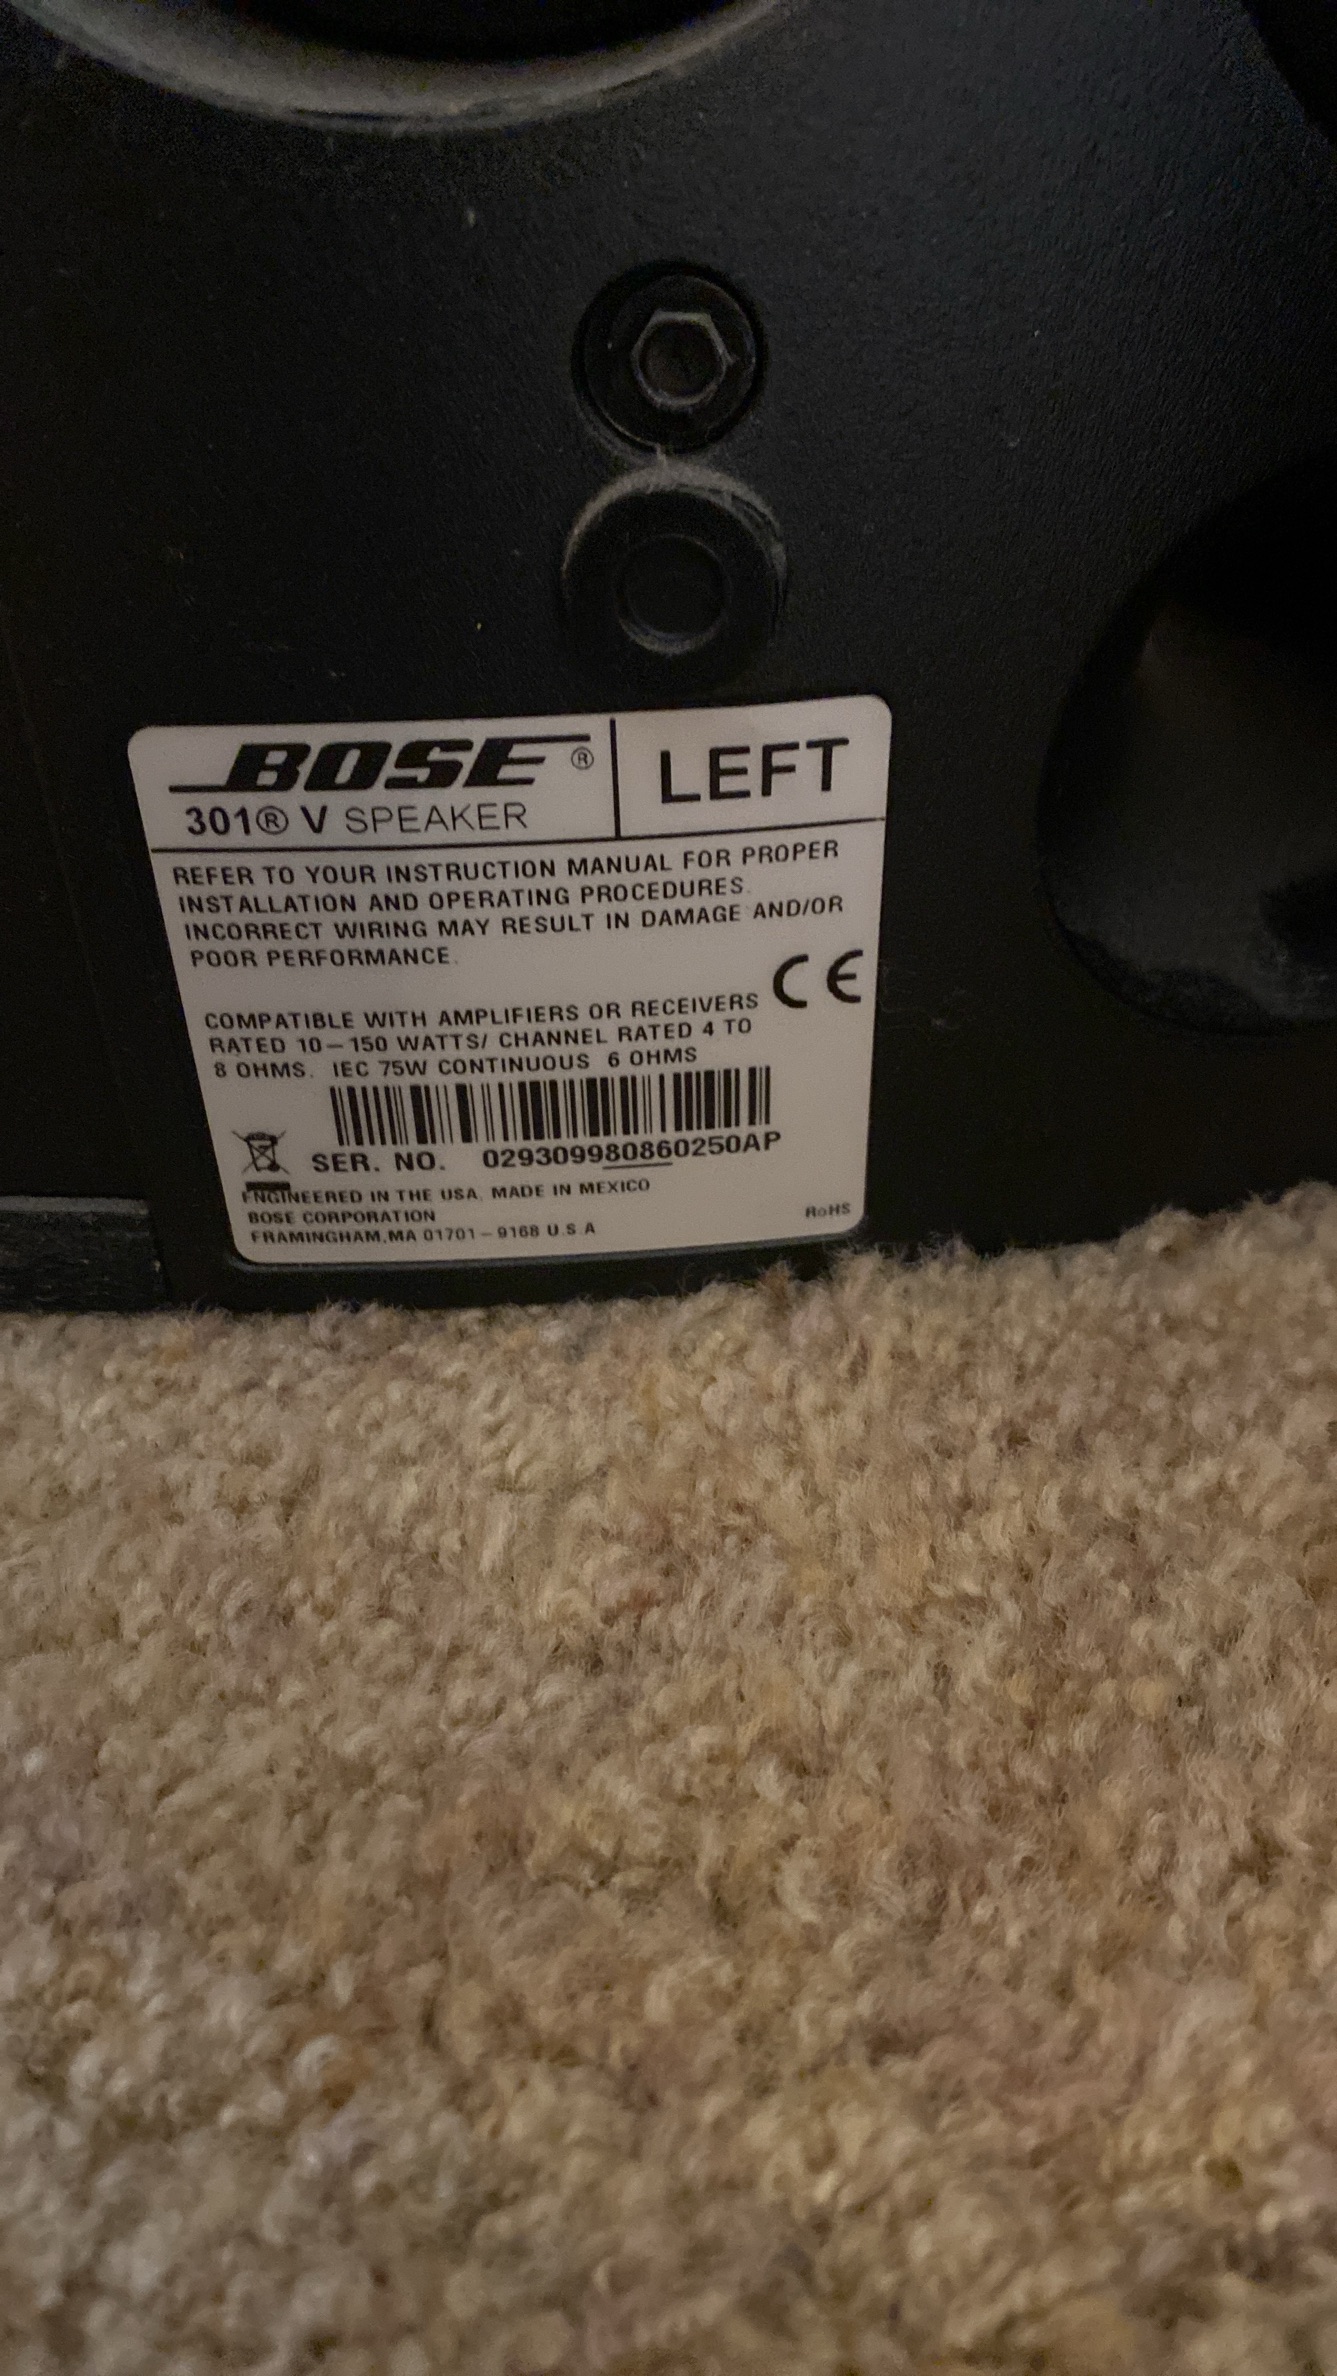 BOSE®
LEFT
301® V SPEAKER
REFER TO YOUR INSTRUCTION MANUAL FOR PROPER
INSTALLATION AND OPERATING PROCEDURES.
INCORRECT WIRING MAY RESULT IN DAMAGE AND/OR
POOR PERFORMANCE.
CE
COMPATIBLE WITH AMPLIFIERS OR RECEIVERS
RATED 10–150 WATTS/ CHANNEL RATED 4 TO
8 OHMS. IEC 75W CONTINUOUS 6 OHMS
SER. NO. 029309980860250AP
ENGINEERED IN THE USA. MADE IN MEXICO
BOSE CORPORATION
FRAMINGHAM,MA 01701–9168 U.S.A
RoHS